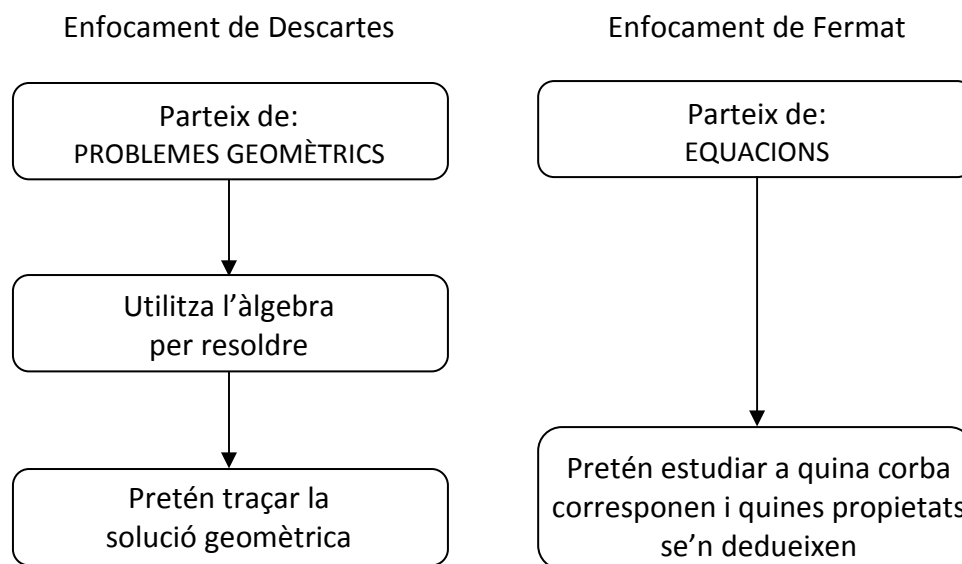 Enfocament de Descartes
Parteix de:
PROBLEMES GEOMÈTRICS
Utilitza l’àlgebra
per resoldre
Pretén traçar la
solució geomètrica
Enfocament de Fermat
Parteix de:
EQUACIONS
Pretén estudiar a quina corba
corresponen i quines propietats
se’n dedueixen